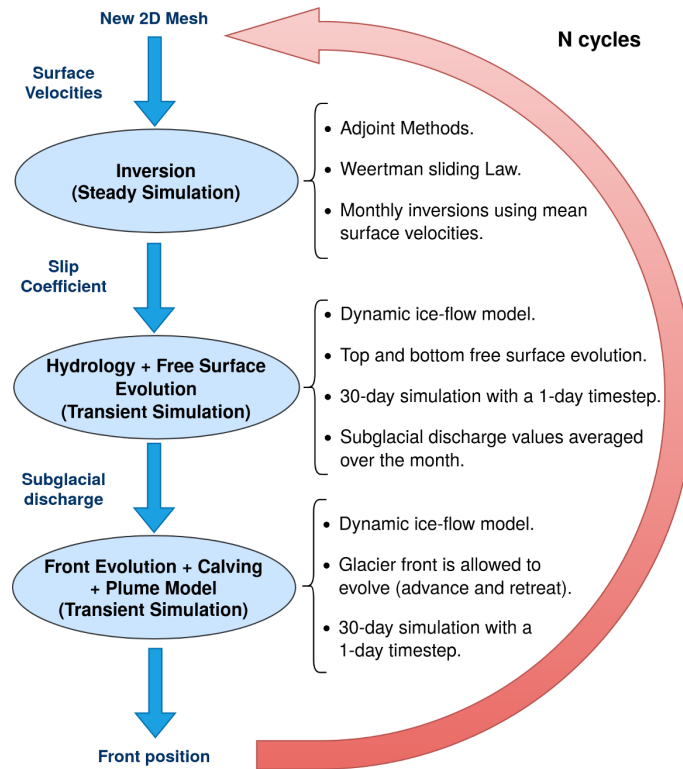 New 2D Mesh
N cycles
Surface
Velocities
Inversion
(Steady Simulation)
• Adjoint Methods.
• Weertman sliding Law.
• Monthly inversions using mean
surface velocities.
Slip
Coefficient
Hydrology + Free Surface
Evolution
(Transient Simulation)
• Dynamic ice-flow model.
• Top and bottom free surface evolution.
• 30-day simulation with a 1-day timestep.
• Subglacial discharge values averaged
over the month.
Subglacial
discharge
Front Evolution + Calving
+ Plume Model
(Transient Simulation)
• Dynamic ice-flow model.
• Glacier front is allowed to
evolve (advance and retreat).
• 30-day simulation with a
1-day timestep.
Front position